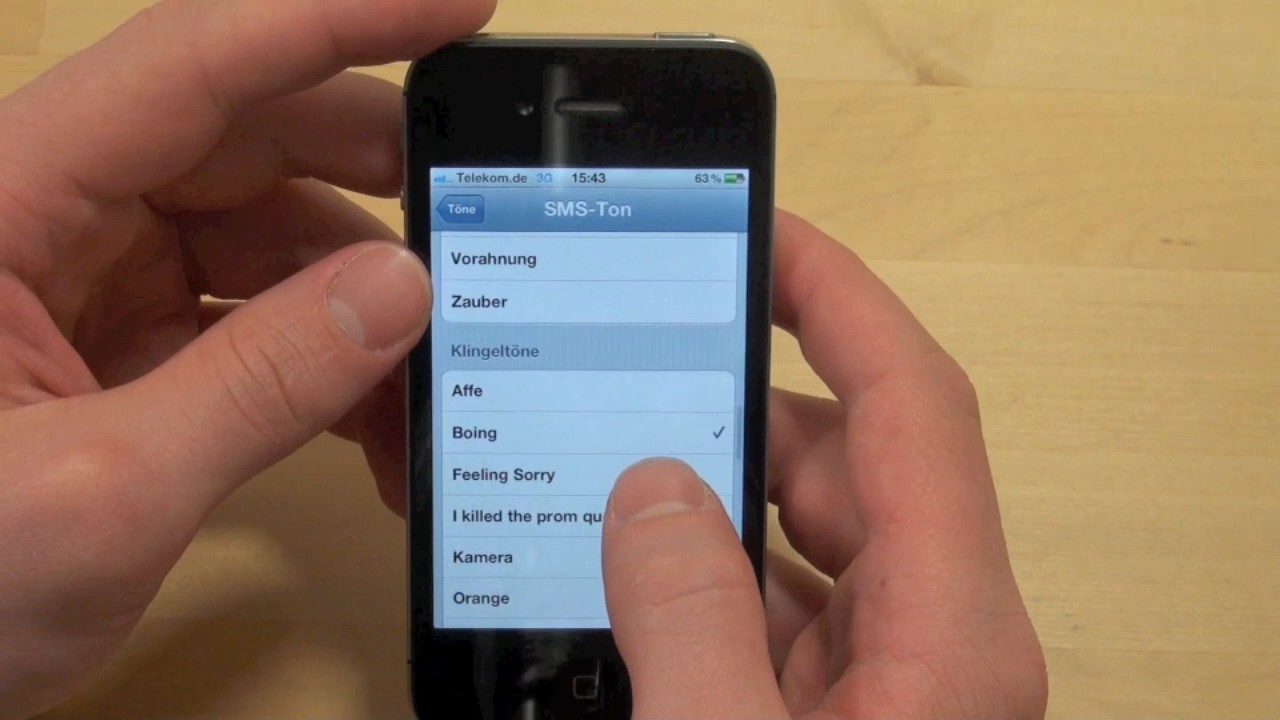 Telekom.de 3G 15:43 63 %
Töne SMS-Ton
Vorahnung
Zauber
Klingeltöne
Affe
Boing
Feeling Sorry
I killed the prom qu
Kamera
Orange